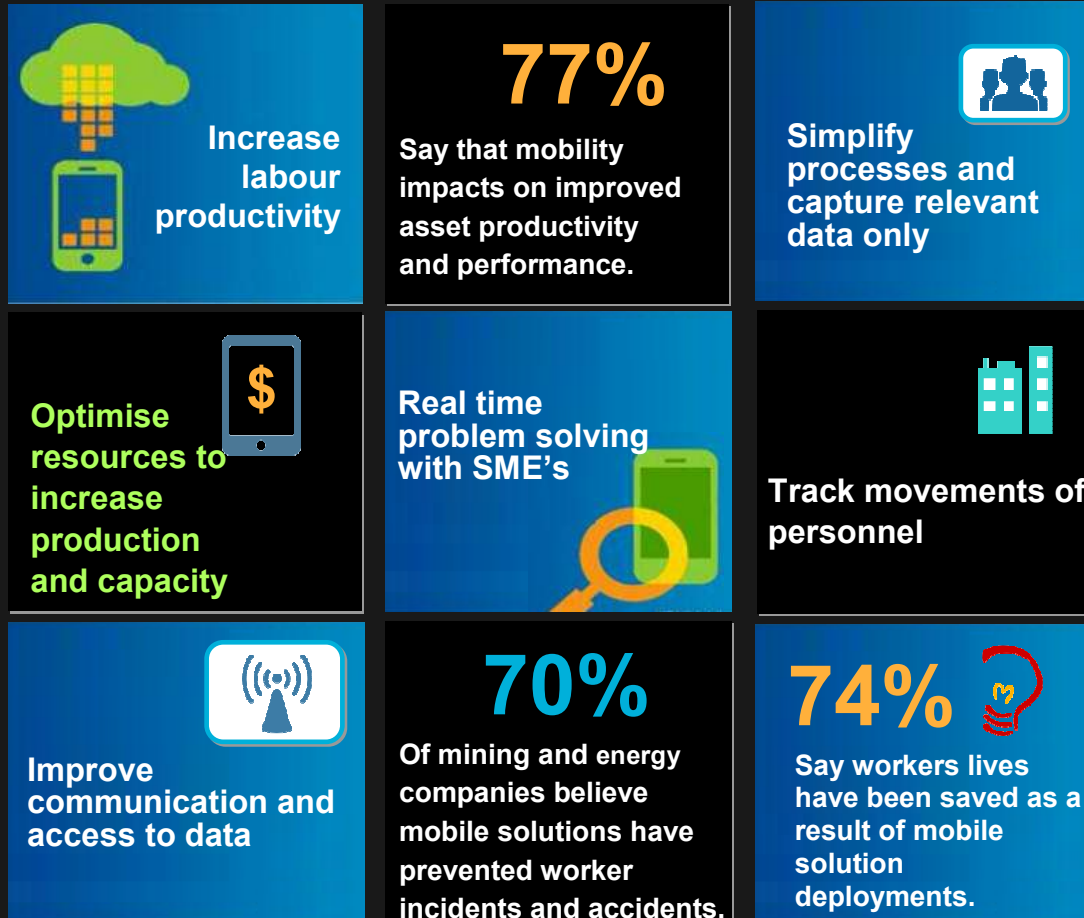 Increase
labour
productivity
77%
Say that mobility
impacts on improved
asset productivity
and performance.
Simplify
processes and
capture relevant
data only
$
Optimise
resources to
increase
production
and capacity
Real time
problem solving
with SME's
Track movements of
personnel
Improve
communication and
access to data
70%
Of mining and energy
companies believe
mobile solutions have
prevented worker
incidents and accidents.
74%
Say workers lives
have been saved as a
result of mobile
solution
deployments.